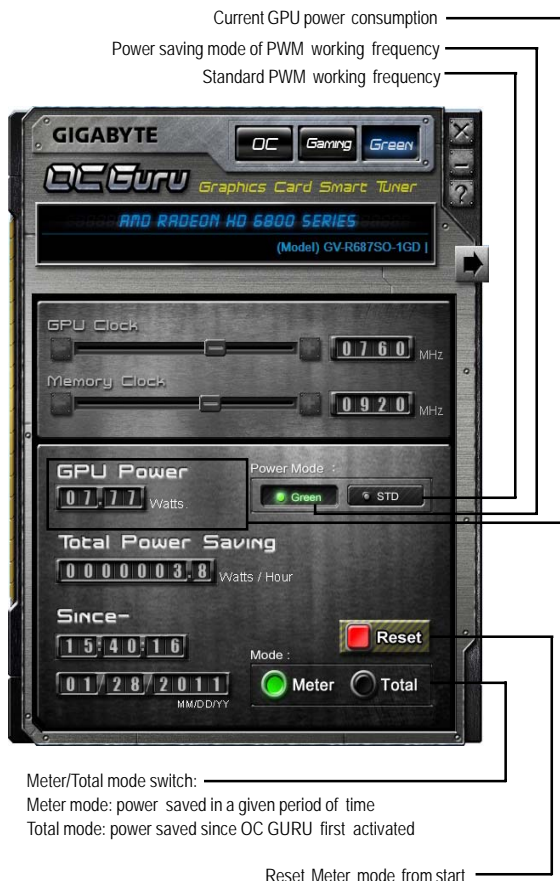 Current GPU power consumption
Power saving mode of PWM working frequency
Standard PWM working frequency
GIGABYTE
OC Gaming Green
OC Guru Graphics Card Smart Tuner
AMD RADEON HD 6800 SERIES
(Model) GV-R687SO-1GD |
GPU Clock
0760 MHz
Memory Clock
0920 MHz
GPU Power
Power Mode :
07.77 Watts
Green STD
Total Power Saving
0000003.8 Watts / Hour
Since-
15:40:16
Reset
Mode :
01/28/2011
Meter Total
MM/DD/YY
Meter/Total mode switch:
Meter mode: power saved in a given period of time
Total mode: power saved since OC GURU first activated
Reset Meter mode from start